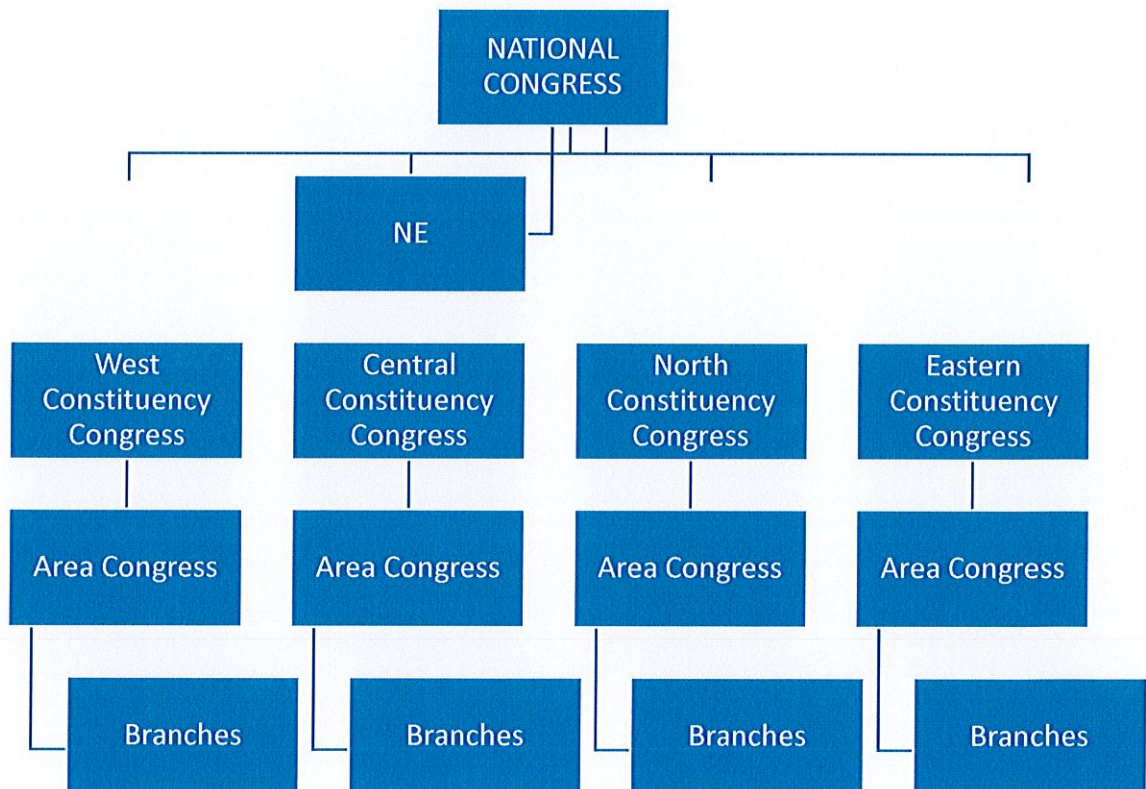 NATIONAL
CONGRESS
NE
West
Constituency
Congress
Central
Constituency
Congress
North
Constituency
Congress
Eastern
Constituency
Congress
Area Congress
Area Congress
Area Congress
Area Congress
Branches
Branches
Branches
Branches